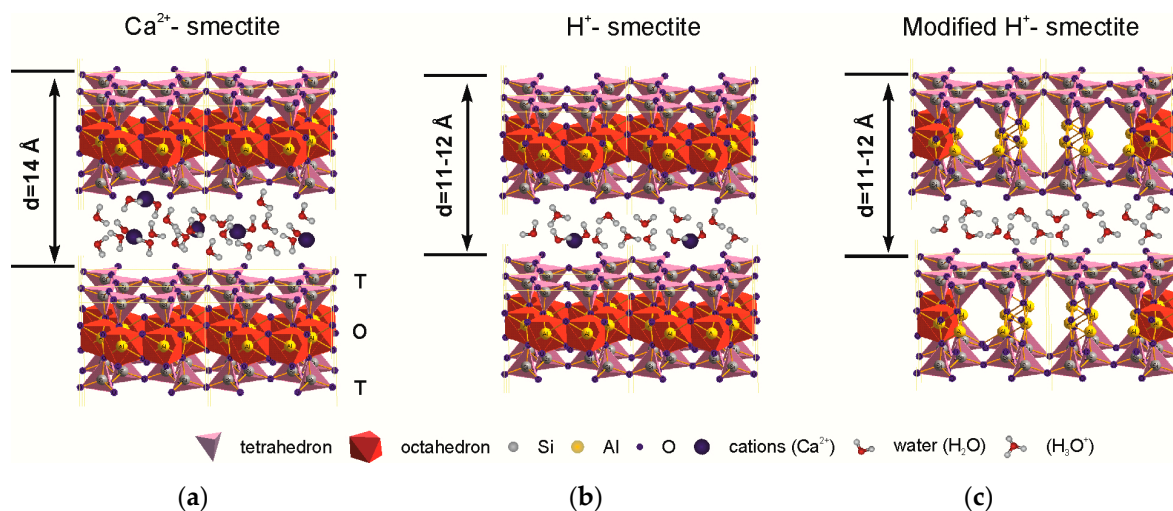 Ca²⁺- smectite
H⁺- smectite
Modified H⁺- smectite
d=14 Å
d=11-12 Å
d=11-12 Å
T
O
T
tetrahedron octahedron Si Al O cations (Ca²⁺) water (H₂O) (H₃O⁺)
(a) (b) (c)